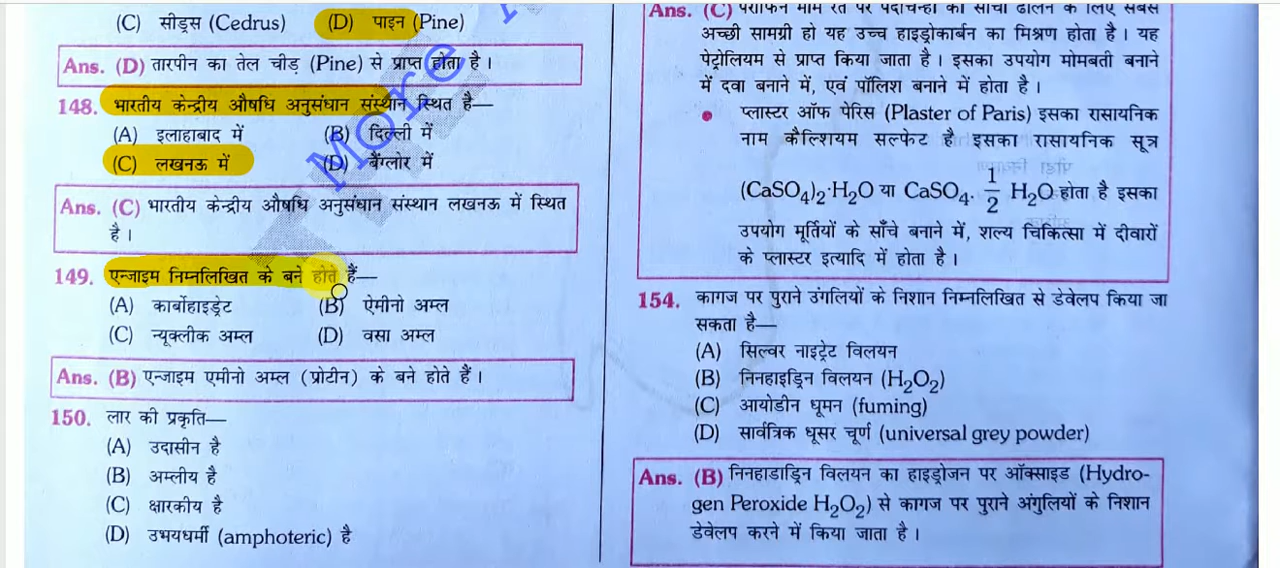 (C) सीड्स (Cedrus) (D) पाइन (Pine)
Ans. (D) तारपीन का तेल चीड़ (Pine) से प्राप्त होता है।
148. भारतीय केन्द्रीय औषधि अनुसंधान संस्थान स्थित है—
(A) इलाहाबाद में (B) दिल्ली में
(C) लखनऊ में (D) बैंग्लोर में
Ans. (C) भारतीय केन्द्रीय औषधि अनुसंधान संस्थान लखनऊ में स्थित
है।
149. एन्जाइम निम्नलिखित के बने होते हैं—
(A) कार्बोहाइड्रेट (B) ऐमीनो अम्ल
(C) न्यूक्लीक अम्ल (D) वसा अम्ल
Ans. (B) एन्जाइम एमीनो अम्ल (प्रोटीन) के बने होते हैं।
150. लार की प्रकृति—
(A) उदासीन है
(B) अम्लीय है
(C) क्षारकीय है
(D) उभयधर्मी (amphoteric) है
More
Ans. (C) पैराफिन मोम रेत पर पदचिन्हों का साँचा ढालने के लिए सबसे
अच्छी सामग्री हो यह उच्च हाइड्रोकार्बन का मिश्रण होता है। यह
पेट्रोलियम से प्राप्त किया जाता है। इसका उपयोग मोमबती बनाने
में दवा बनाने में, एवं पॉलिश बनाने में होता है।
● प्लास्टर ऑफ पेरिस (Plaster of Paris) इसका रासायनिक
नाम कैल्शियम सल्फेट है इसका रासायनिक सूत्र
(CaSO₄)₂·H₂O या CaSO₄. 1/2 H₂O होता है इसका
उपयोग मूर्तियों के साँचे बनाने में, शल्य चिकित्सा में दीवारों
के प्लास्टर इत्यादि में होता है।
154. कागज पर पुराने उंगलियों के निशान निम्नलिखित से डेवेलप किया जा
सकता है—
(A) सिल्वर नाइट्रेट विलयन
(B) निनहाइड्रिन विलयन (H₂O₂)
(C) आयोडीन धूमन (fuming)
(D) सार्वत्रिक धूसर चूर्ण (universal grey powder)
Ans. (B) निनहाडाड्रिन विलयन का हाइड्रोजन पर ऑक्साइड (Hydro-
gen Peroxide H₂O₂) से कागज पर पुराने अंगुलियों के निशान
डेवेलप करने में किया जाता है।